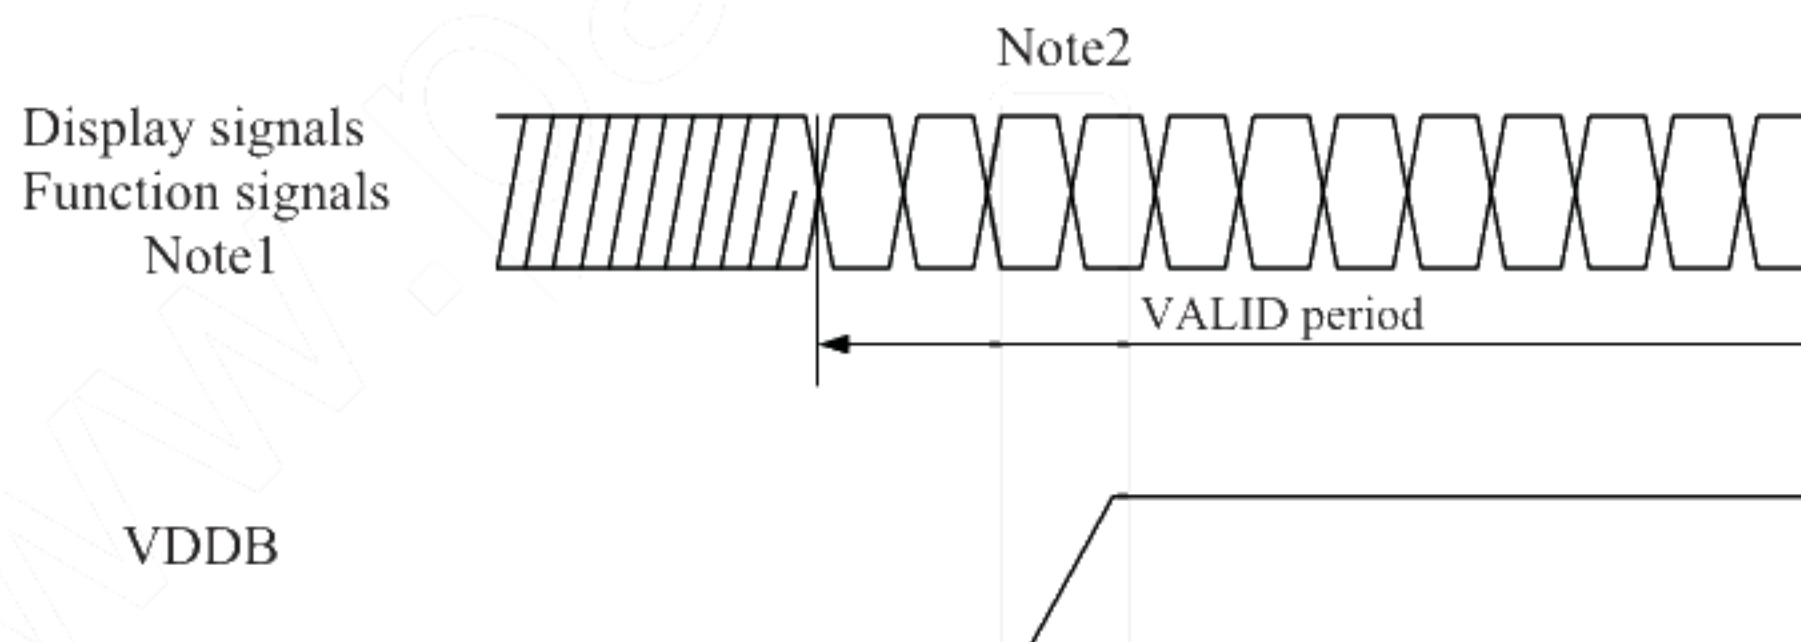 Note2
Display signals
Function signals
Note1
VALID period
VDDB